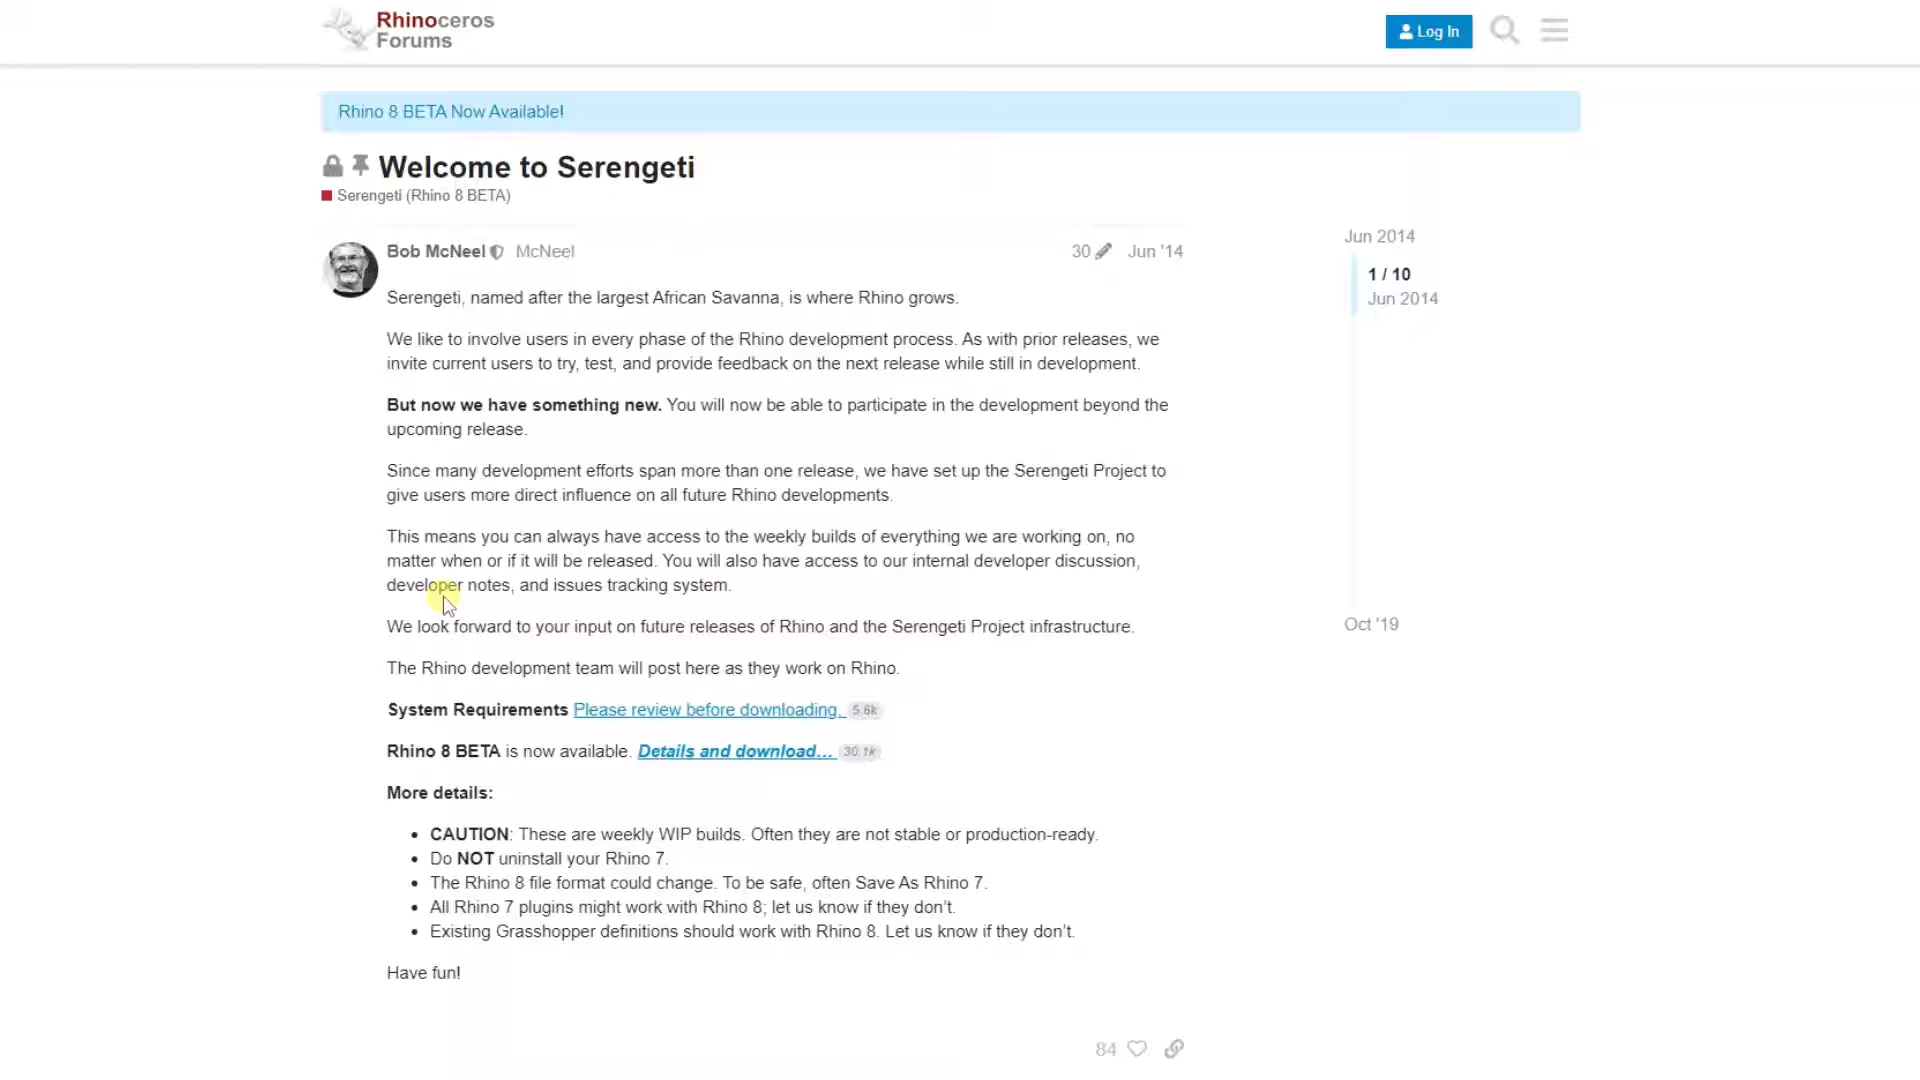 Rhinoceros
Forums
Log In
Rhino 8 BETA Now Available!
Welcome to Serengeti
Serengeti (Rhino 8 BETA)
Bob McNeel McNeel 30 Jun '14
Serengeti, named after the largest African Savanna, is where Rhino grows.
We like to involve users in every phase of the Rhino development process. As with prior releases, we
invite current users to try, test, and provide feedback on the next release while still in development.
But now we have something new. You will now be able to participate in the development beyond the
upcoming release.
Since many development efforts span more than one release, we have set up the Serengeti Project to
give users more direct influence on all future Rhino developments.
This means you can always have access to the weekly builds of everything we are working on, no
matter when or if it will be released. You will also have access to our internal developer discussion,
developer notes, and issues tracking system.
We look forward to your input on future releases of Rhino and the Serengeti Project infrastructure.
The Rhino development team will post here as they work on Rhino.
System Requirements Please review before downloading. 5.6k
Rhino 8 BETA is now available. Details and download... 30.1k
More details:
• CAUTION: These are weekly WIP builds. Often they are not stable or production-ready.
• Do NOT uninstall your Rhino 7.
• The Rhino 8 file format could change. To be safe, often Save As Rhino 7.
• All Rhino 7 plugins might work with Rhino 8; let us know if they don't.
• Existing Grasshopper definitions should work with Rhino 8. Let us know if they don't.
Have fun!
84
Jun 2014
1 / 10
Jun 2014
Oct '19